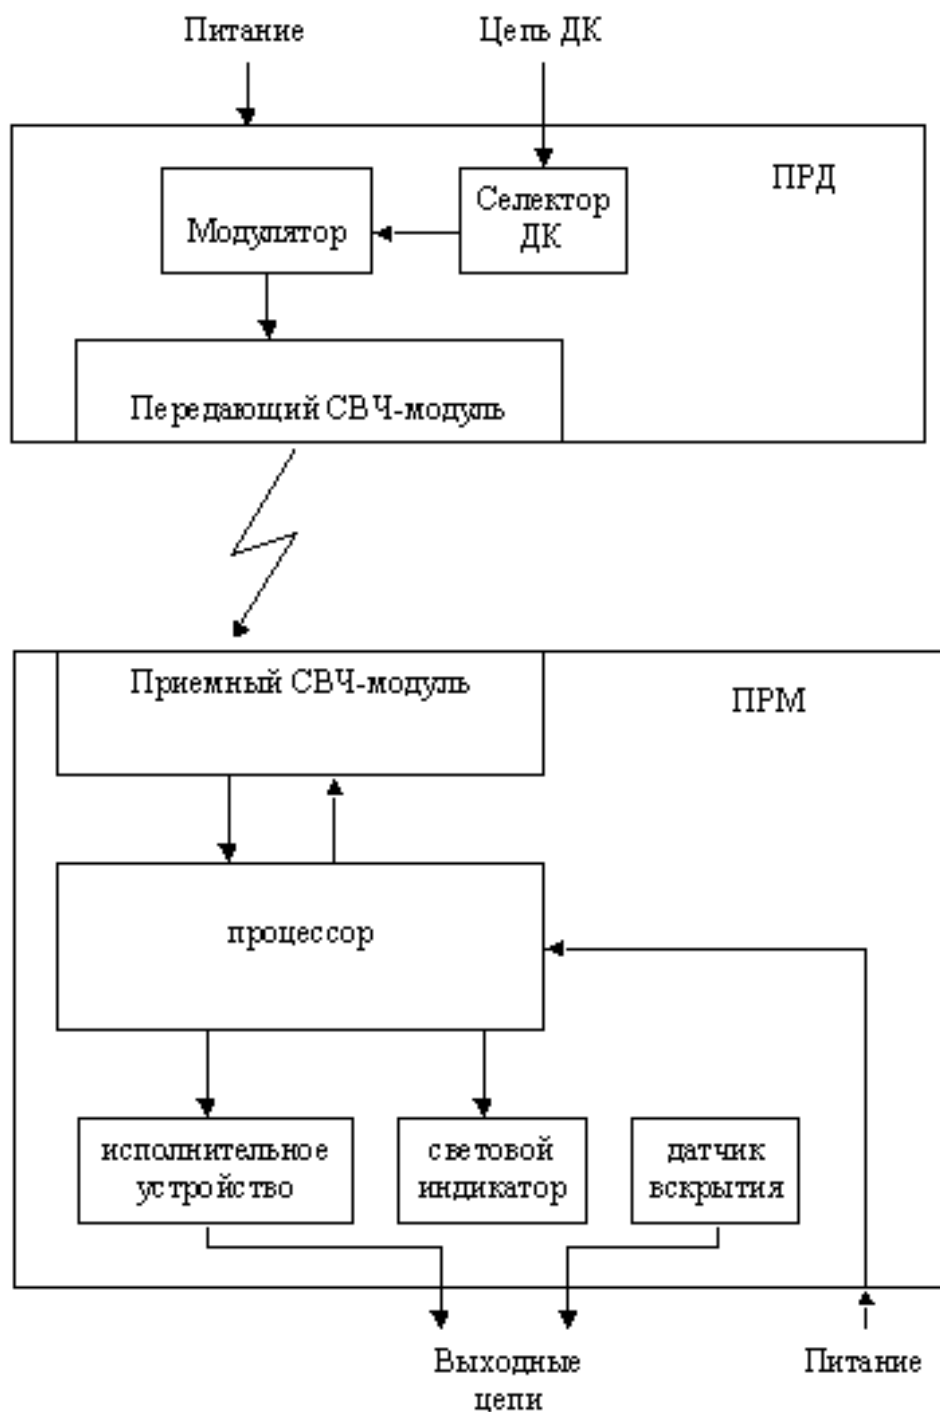 Питание
Цепь ДК
ПРД
Селектор
ДК
Модулятор
Передающий СВЧ-модуль
Приемный СВЧ-модуль
ПРМ
процессор
исполнительное
устройство
световой
индикатор
датчик
вскрытия
Выходные
цепи
Питание